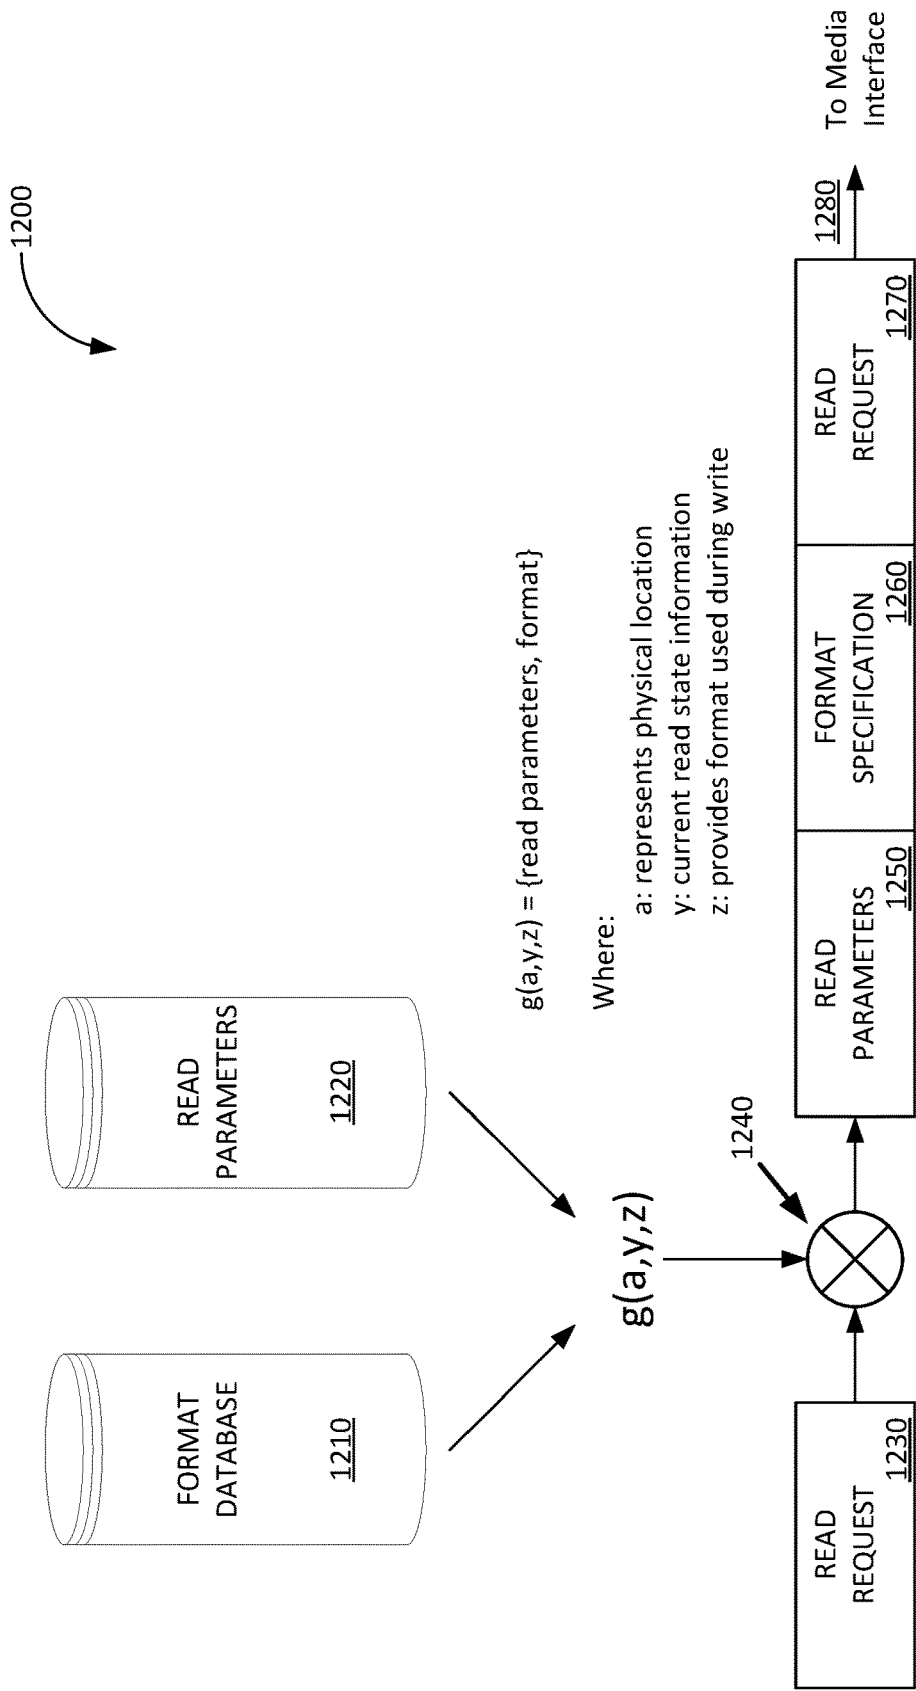 1200
FORMAT
DATABASE
1210
READ
PARAMETERS
1220
g(a,y,z)
g(a,y,z) = {read parameters, format}
Where:
a: represents physical location
y: current read state information
z: provides format used during write
1240
READ
REQUEST
1230
READ
PARAMETERS
1250
FORMAT
SPECIFICATION
1260
READ
REQUEST
1270
1280
To Media
Interface